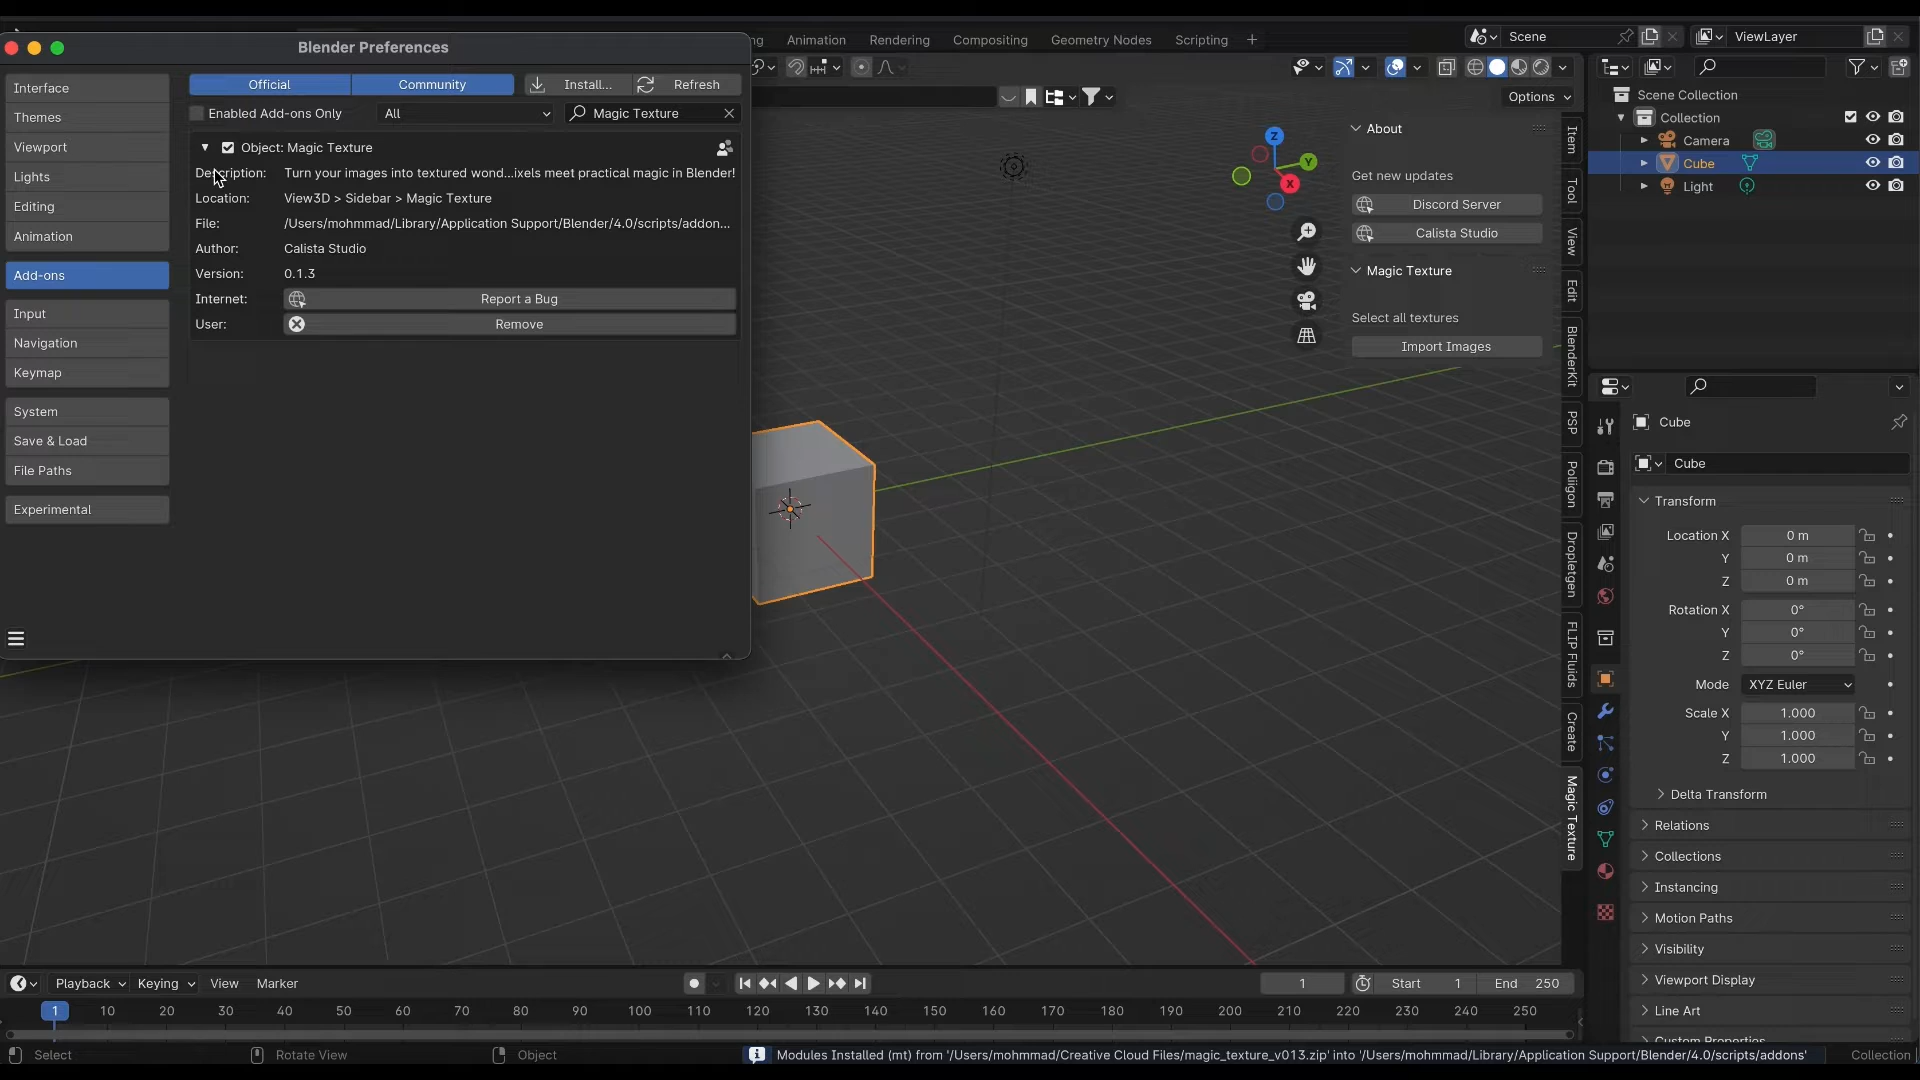 Blender Preferences
Interface
Themes
Viewport
Lights
Editing
Animation
Add-ons
Input
Navigation
Keymap
System
Save & Load
File Paths
Experimental
Official Community Install... Refresh
Enabled Add-ons Only All Magic Texture
Object: Magic Texture
Description: Turn your images into textured wond...ixels meet practical magic in Blender!
Location: View3D > Sidebar > Magic Texture
File: /Users/mohmmad/Library/Application Support/Blender/4.0/scripts/addon...
Author: Calista Studio
Version: 0.1.3
Internet: Report a Bug
User: Remove
Animation Rendering Compositing Geometry Nodes Scripting +
Scene ViewLayer
Options
Z
Y
X
About
Get new updates
Discord Server
Calista Studio
Magic Texture
Select all textures
Import Images
Item
Tool
View
Edit
BlenderKit
PSP
Poliigon
Dropletgen
FLIP Fluids
Create
Magic Texture
Scene Collection
Collection
Camera
Cube
Light
Cube
Cube
Transform
Location X 0 m
Y 0 m
Z 0 m
Rotation X 0°
Y 0°
Z 0°
Mode XYZ Euler
Scale X 1.000
Y 1.000
Z 1.000
Delta Transform
Relations
Collections
Instancing
Motion Paths
Visibility
Viewport Display
Line Art
Custom Properties
Playback Keying View Marker 1 Start 1 End 250
1 10 20 30 40 50 60 70 80 90 100 110 120 130 140 150 160 170 180 190 200 210 220 230 240 250
Select Rotate View Object Modules Installed (mt) from '/Users/mohmmad/Creative Cloud Files/magic_texture_v013.zip' into '/Users/mohmmad/Library/Application Support/Blender/4.0/scripts/addons' Collection